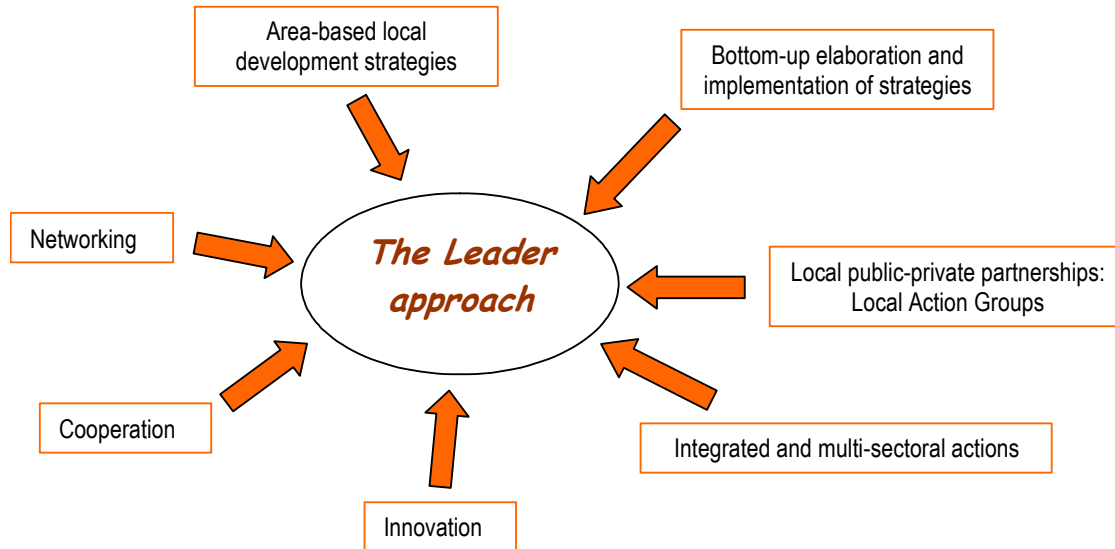 Area-based local
development strategies
Bottom-up elaboration and
implementation of strategies
Networking
The Leader
approach
Local public-private partnerships:
Local Action Groups
Cooperation
Integrated and multi-sectoral actions
Innovation